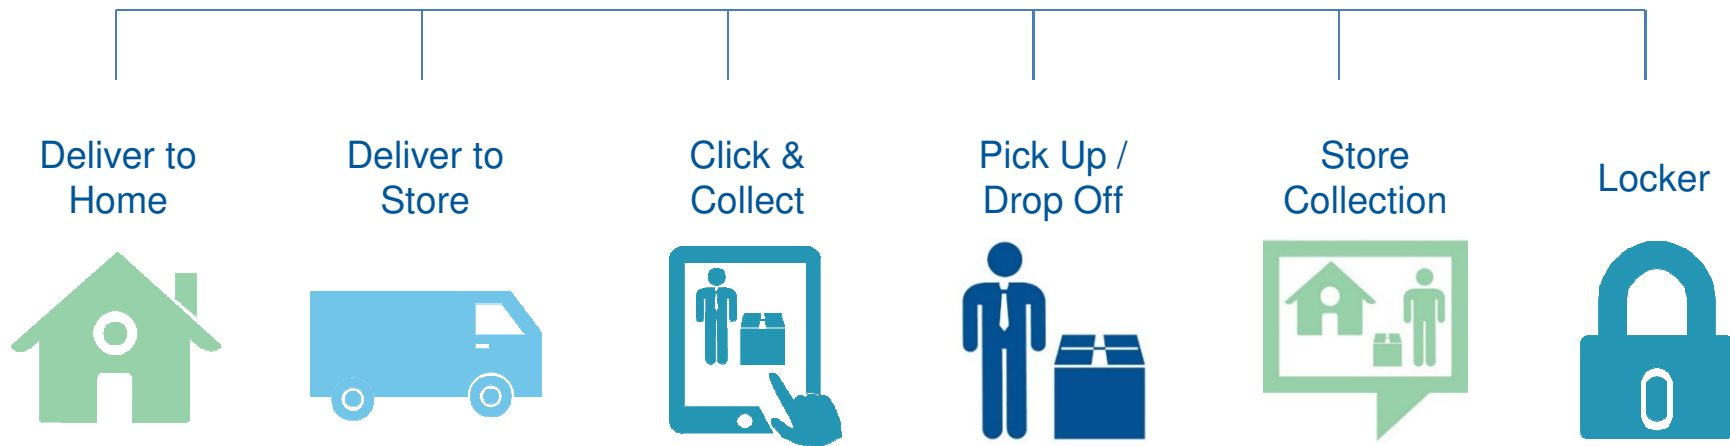 Deliver to
Home
Deliver to
Store
Click &
Collect
Pick Up /
Drop Off
Store
Collection
Locker